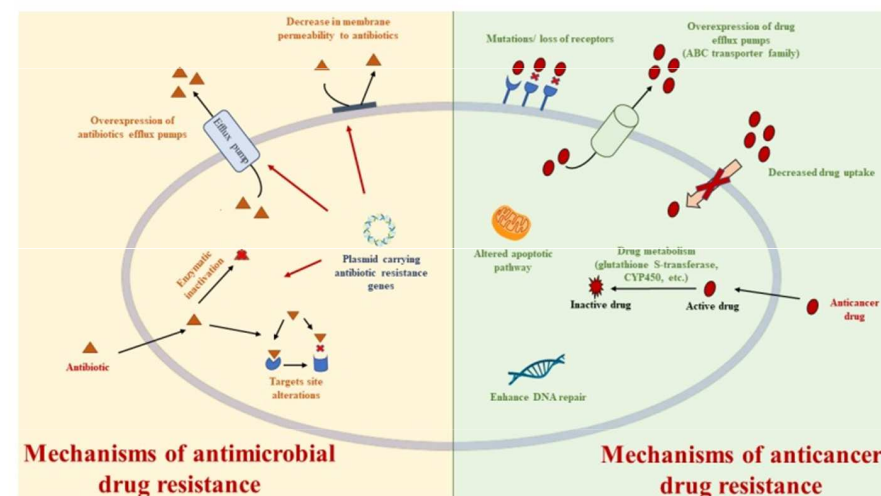 Decrease in membrane
permeability to antibiotics
Overexpression of
antibiotics efflux pumps
Efflux pump
Plasmid carrying
antibiotic resistance
genes
Enzymatic
inactivation
Antibiotic
Targets site
alterations
Mechanisms of antimicrobial
drug resistance
Mutations/ loss of receptors
Overexpression of drug
efflux pumps
(ABC transporter family)
Decreased drug uptake
Altered apoptotic
pathway
Drug metabolism
(glutathione S-transferase,
CYP450, etc.)
Inactive drug
Active drug
Anticancer
drug
Enhance DNA repair
Mechanisms of anticancer
drug resistance